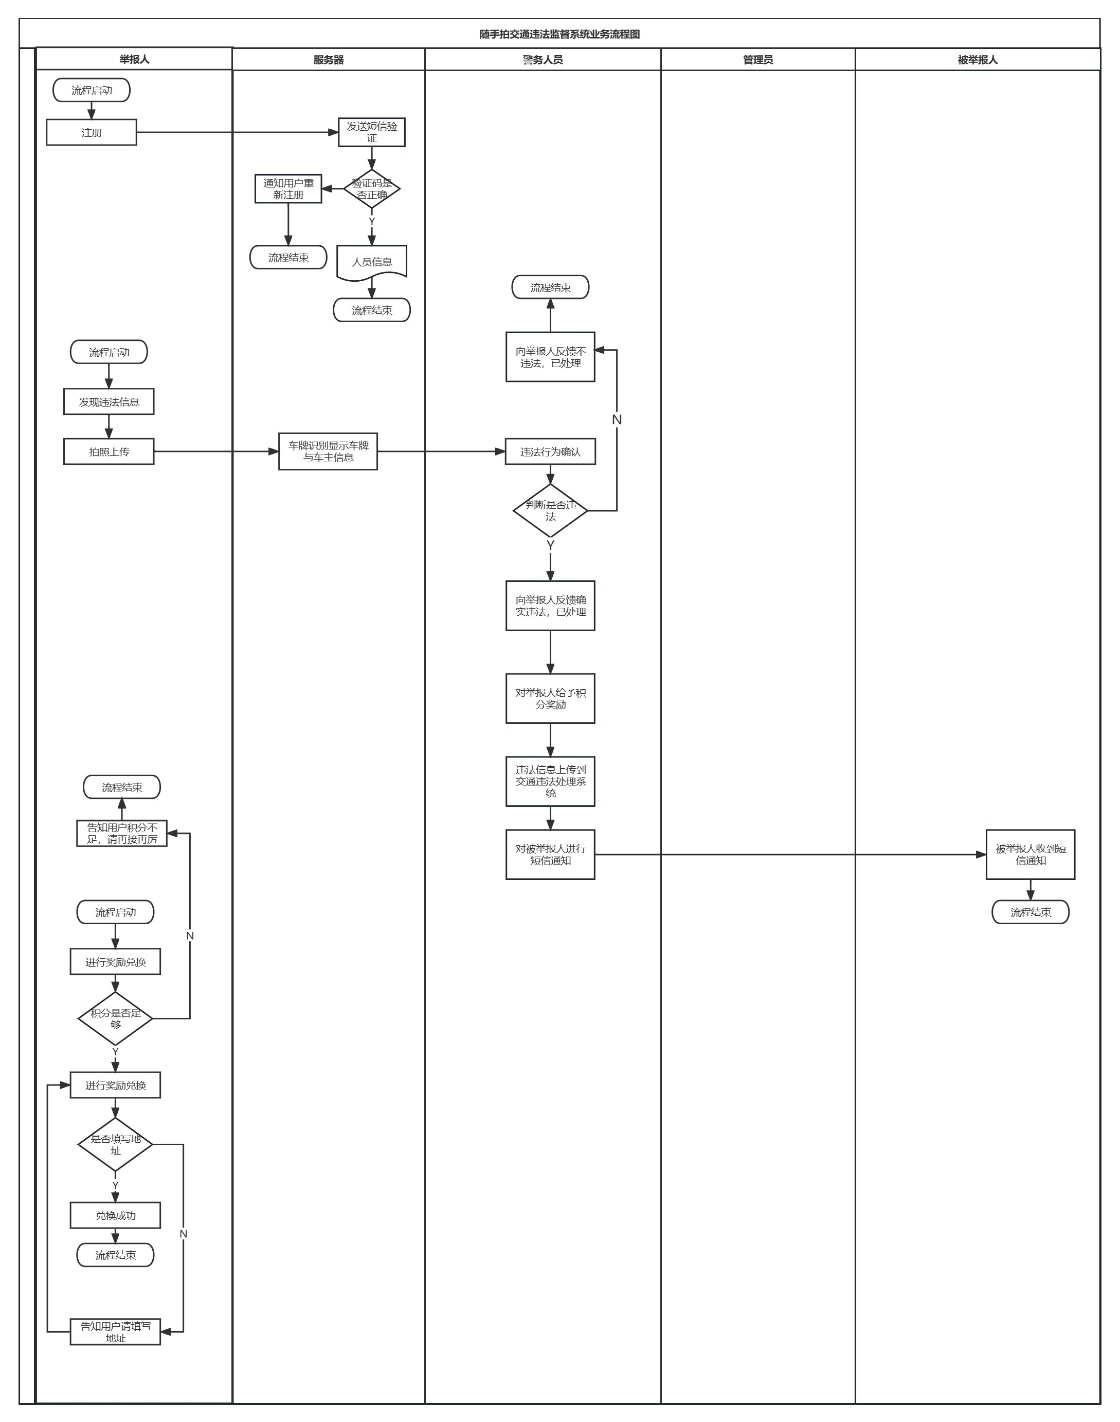 随手拍交通违法监督系统业务流程图
举报人
服务器
警务人员
管理员
被举报人
流程启动
注册
发送短信验
证
验证码是
否正确
通知用户重
新注册
Y
流程结束
人员信息
流程结束
流程结束
向举报人反馈不
违法，已处理
N
流程启动
发现违法信息
拍照上传
车牌识别显示车牌
与车主信息
违法行为确认
判断是否违
法
Y
向举报人反馈确
实违法，已处理
对举报人给予积
分奖励
违法信息上传到
交通违法处理系
统
对被举报人进行
短信通知
被举报人收到短
信通知
流程结束
流程结束
告知用户积分不
足，请再接再厉
流程启动
N
进行奖励兑换
积分是否足
够
Y
进行奖励兑换
是否填写地
址
Y
兑换成功
N
流程结束
告知用户请填写
地址